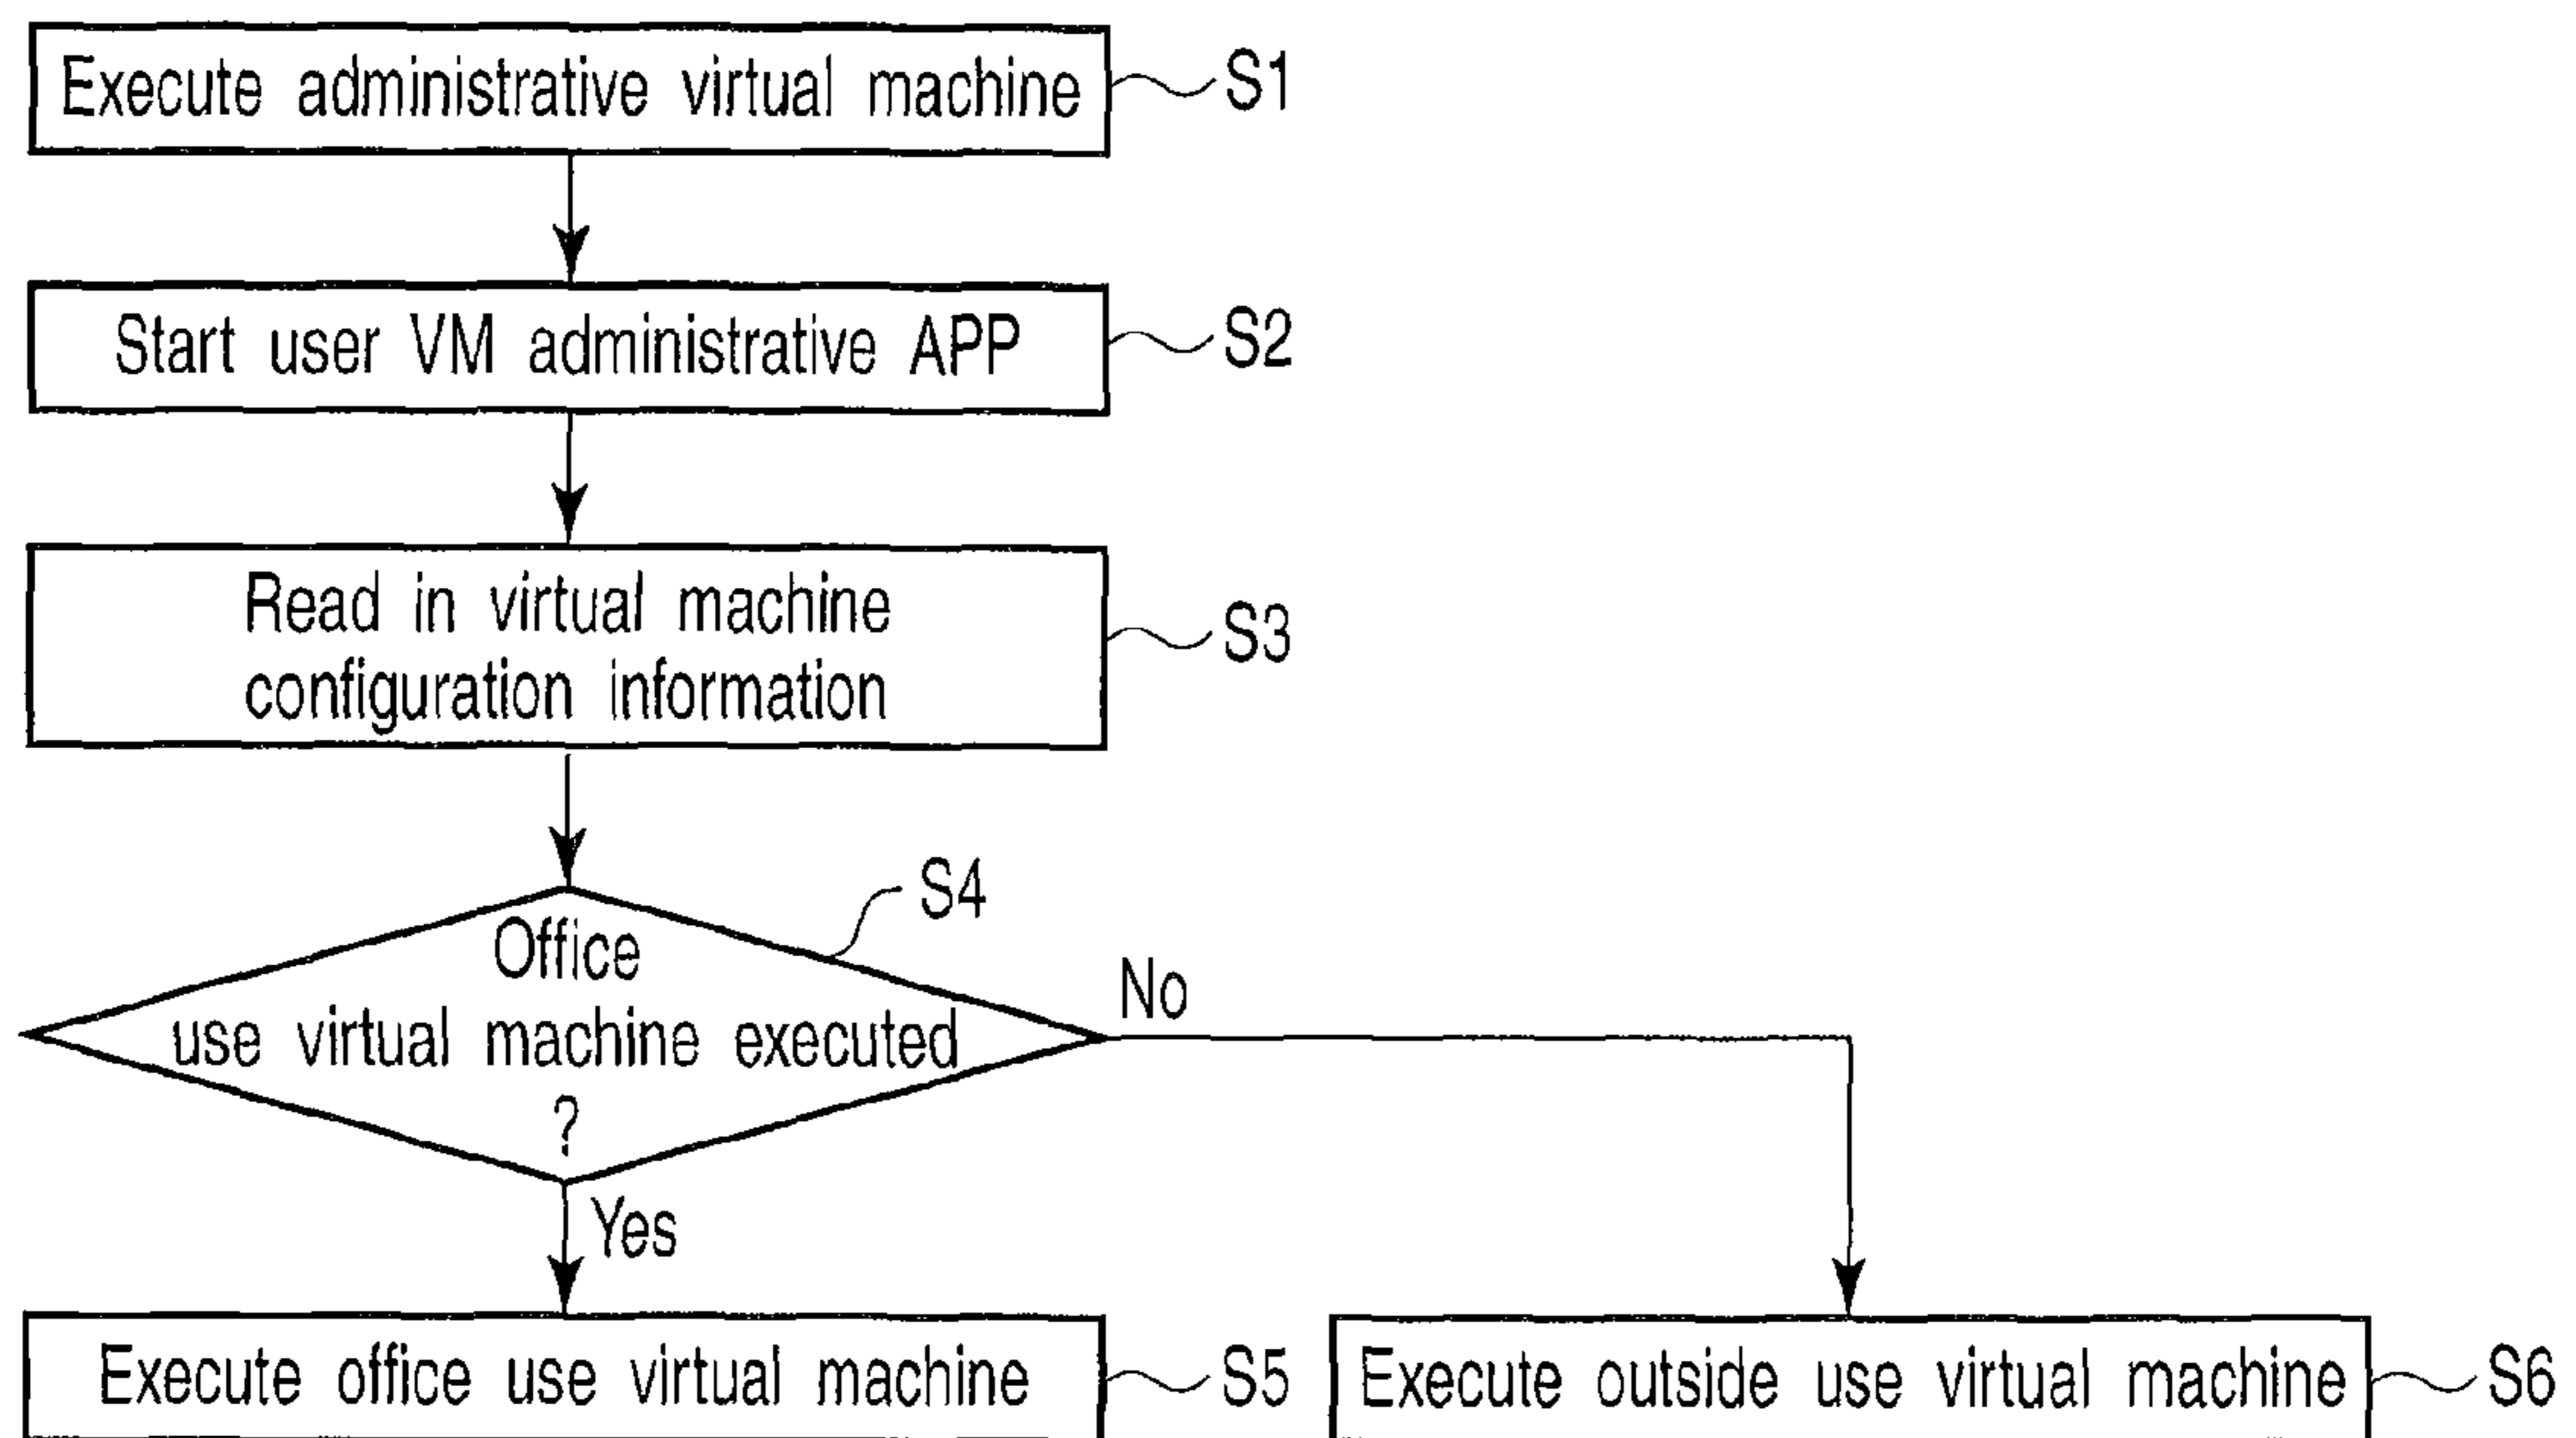 Execute administrative virtual machine
S1
Start user VM administrative APP
S2
Read in virtual machine
configuration information
S3
S4
Office
use virtual machine executed
?
No
Yes
Execute office use virtual machine
S5
Execute outside use virtual machine
S6